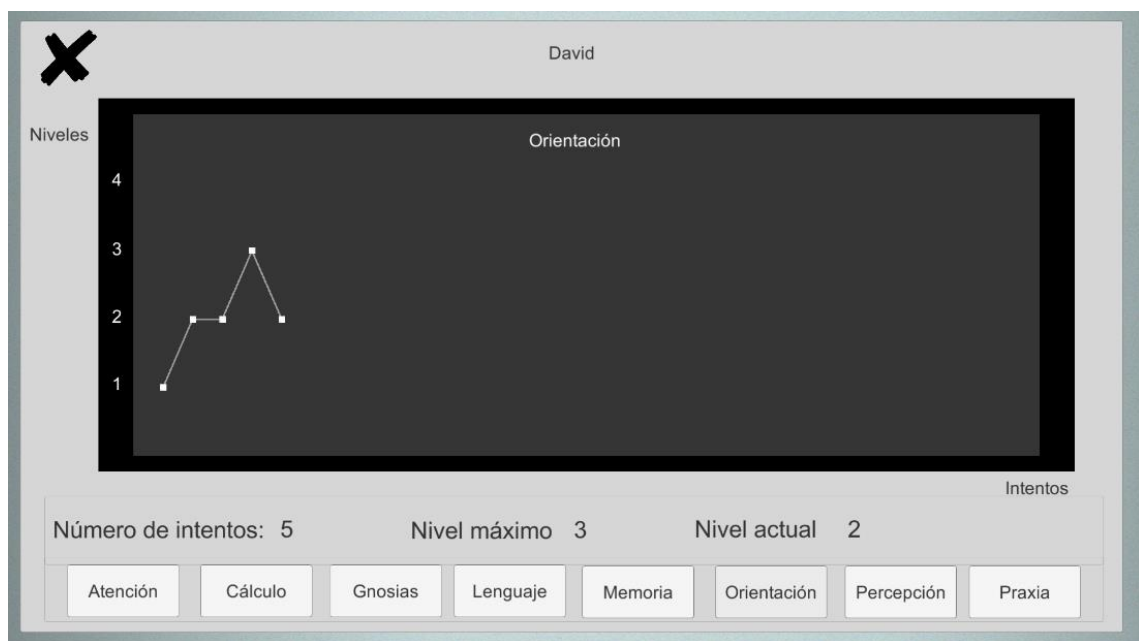 David
Niveles
Orientación
4
3
2
1
Intentos
Número de intentos: 5 Nivel máximo 3 Nivel actual 2
Atención Cálculo Gnosias Lenguaje Memoria Orientación Percepción Praxia